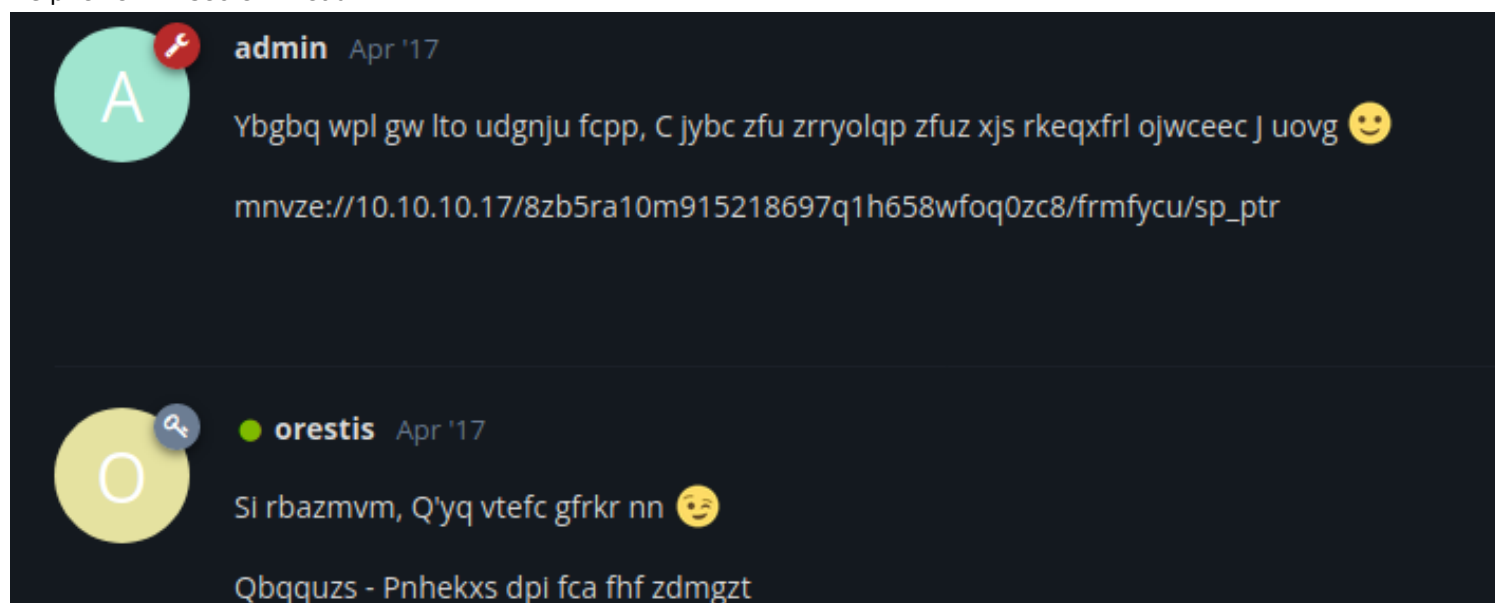 A
admin Apr '17
Ybgbq wpl gw lto udgnju fcpp, C jybc zfu zrryolqp zfuz xjs rkeqxfrl ojwceec J uovg
mnvze://10.10.10.17/8zb5ra10m915218697q1h658wfoq0zc8/frmfycu/sp_ptr
O
orestis Apr '17
Si rbazmvm, Q'yq vtefc gfrkr nn
Qbqquzs - Pnhekxs dpi fca fhf zdmgzt